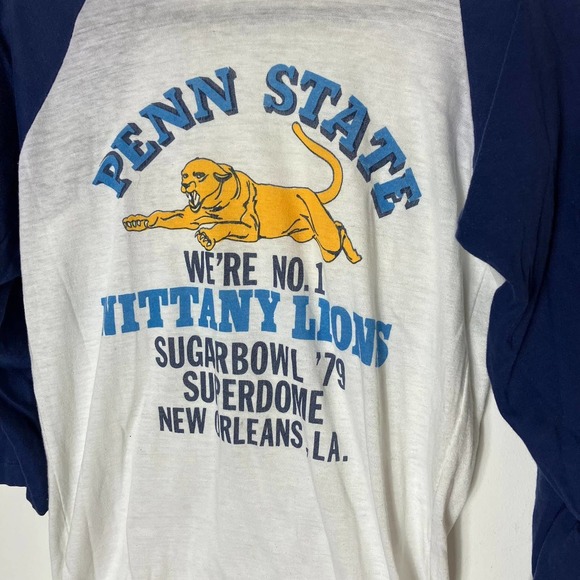 PENN STATE
WE'RE NO. 1
NITTANY LIONS
SUGARBOWL '79
SUPERDOME
NEW ORLEANS, LA.